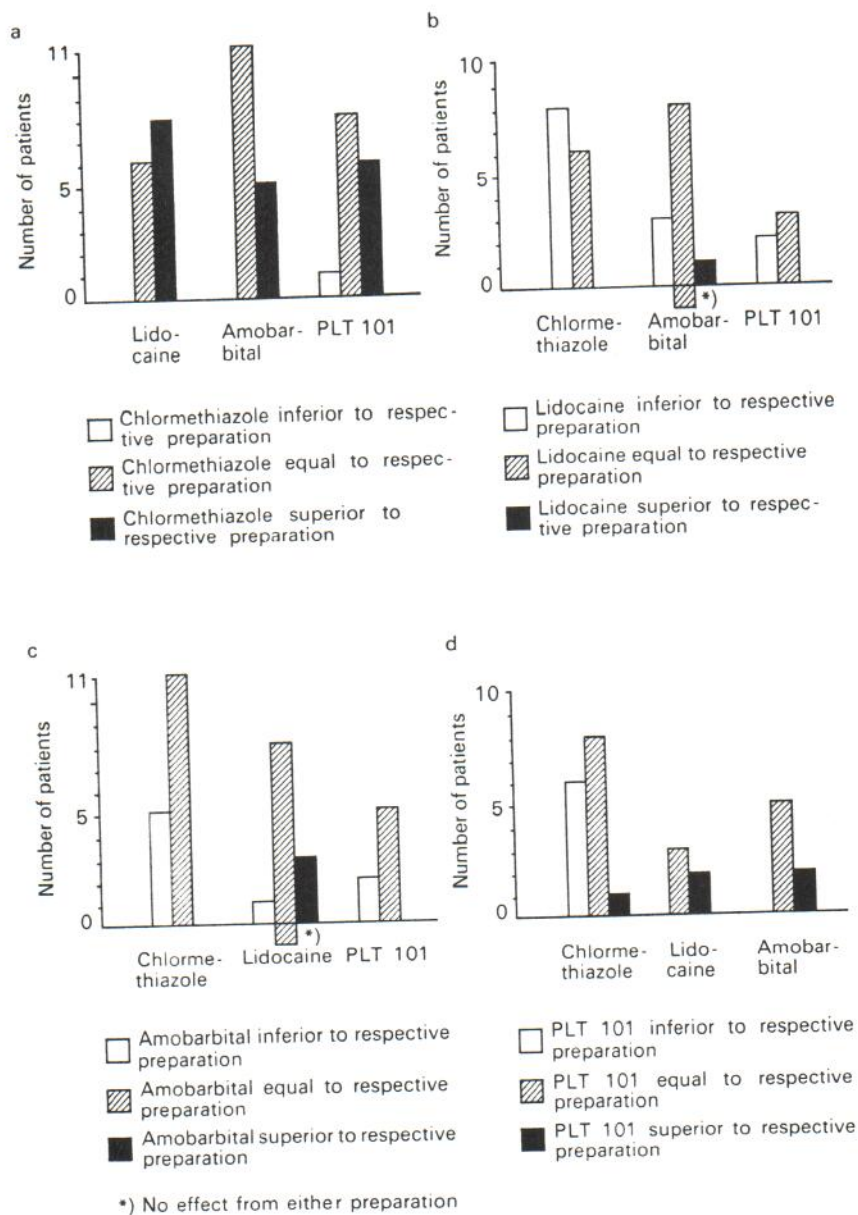 a
11
5
0
Number of patients
Lido-
caine
Amobar-
bital
PLT 101
Chlormethiazole inferior to respec-
tive preparation
Chlormethiazole equal to respec-
tive preparation
Chlormethiazole superior to
respective preparation
b
10
5
0
Number of patients
*)
Chlorme-
thiazole
Amobar-
bital
PLT 101
Lidocaine inferior to respective
preparation
Lidocaine equal to respective
preparation
Lidocaine superior to respec-
tive preparation
c
11
5
0
Number of patients
*)
Chlorme-
thiazole
Lidocaine
PLT 101
Amobarbital inferior to respective
preparation
Amobarbital equal to respective
preparation
Amobarbital superior to respective
preparation
*) No effect from either preparation
d
10
5
0
Number of patients
Chlorme-
thiazole
Lido-
caine
Amobar-
bital
PLT 101 inferior to respective
preparation
PLT 101 equal to respective
preparation
PLT 101 superior to respective
preparation